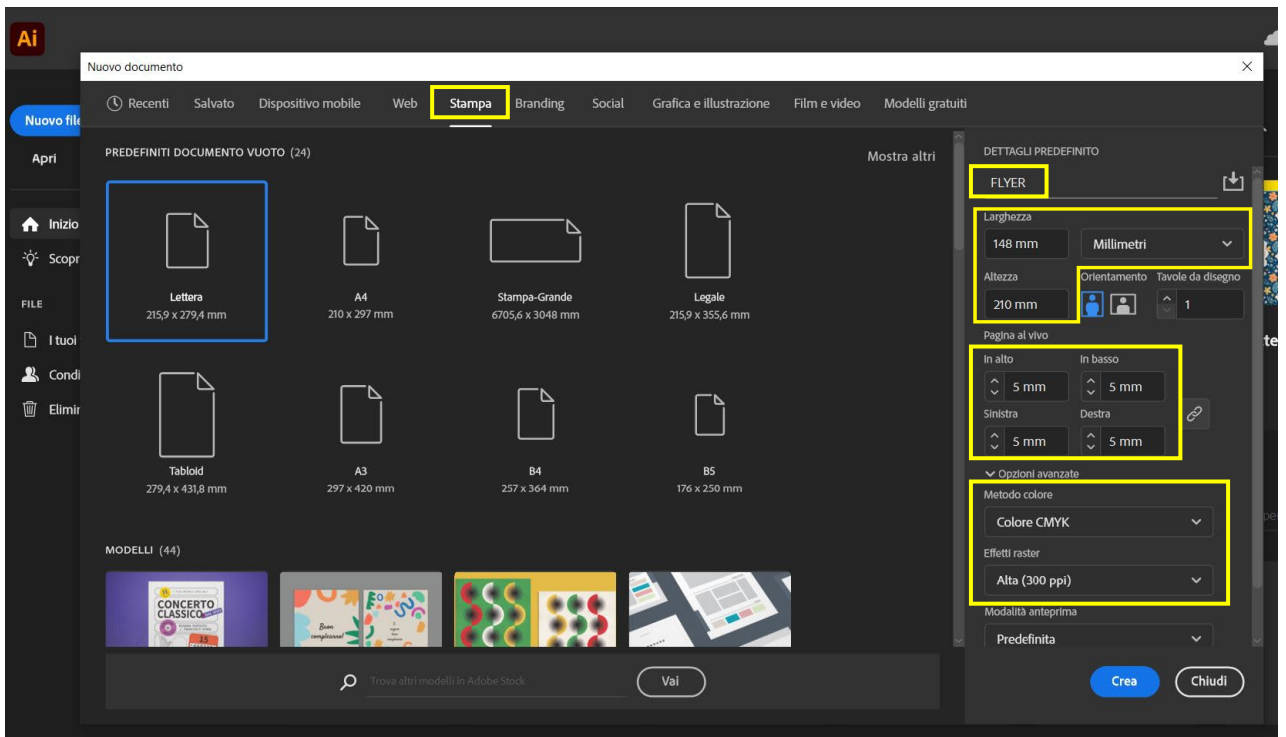 Ai
Nuovo documento
Recenti Salvato Dispositivo mobile Web Stampa Branding Social Grafica e illustrazione Film e video Modelli gratuiti
Nuovo file
Apri
Inizio
Scopr
FILE
I tuoi
Condi
Elimin
PREDEFINITI DOCUMENTO VUOTO (24)
Mostra altri
Lettera
215,9 x 279,4 mm
A4
210 x 297 mm
Stampa-Grande
6705,6 x 3048 mm
Legale
215,9 x 355,6 mm
Tabloid
279,4 x 431,8 mm
A3
297 x 420 mm
B4
257 x 364 mm
B5
176 x 250 mm
MODELLI (44)
CONCERTO
CLASSICO
15
Buon
compleanno!
Trova altri modelli in Adobe Stock
Vai
DETTAGLI PREDEFINITO
FLYER
Larghezza
148 mm Millimetri
Altezza Orientamento Tavole da disegno
210 mm 1
Pagina al vivo
In alto In basso
5 mm 5 mm
Sinistra Destra
5 mm 5 mm
Opzioni avanzate
Metodo colore
Colore CMYK
Effetti raster
Alta (300 ppi)
Modalità anteprima
Predefinita
Crea Chiudi
te
per